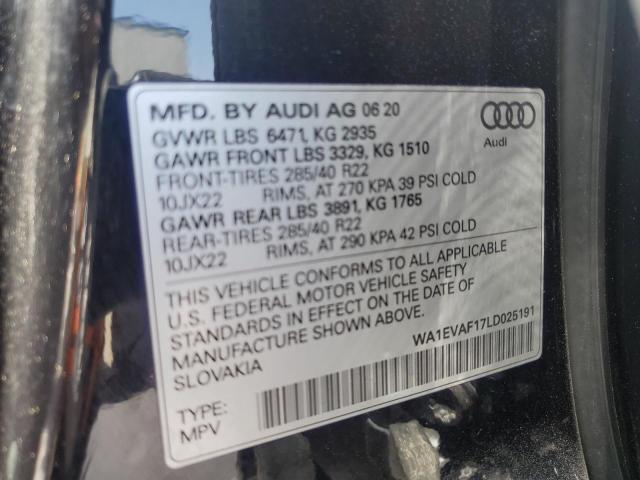 MFD. BY AUDI AG 06 20
GVWR LBS 6471, KG 2935
GAWR FRONT LBS 3329, KG 1510
FRONT-TIRES 285/40 R22
10JX22 RIMS, AT 270 KPA 39 PSI COLD
GAWR REAR LBS 3891, KG 1765
REAR-TIRES 285/40 R22
10JX22 RIMS, AT 290 KPA 42 PSI COLD
Audi
THIS VEHICLE CONFORMS TO ALL APPLICABLE
U.S. FEDERAL MOTOR VEHICLE SAFETY
STANDARDS IN EFFECT ON THE DATE OF
MANUFACTURE SHOWN ABOVE.
SLOVAKIA
WA1EVAF17LD025191
TYPE:
MPV